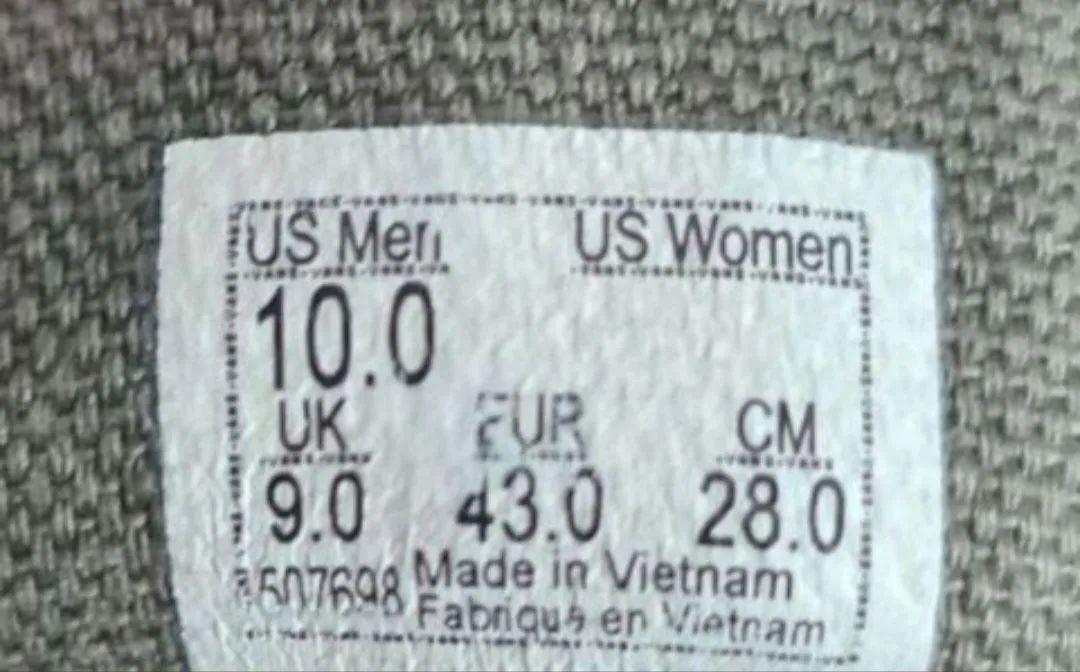 US Men US Women
10.0
UK EUR CM
9.0 43.0 28.0
507698 Made in Vietnam
Fabriqué en Vietnam